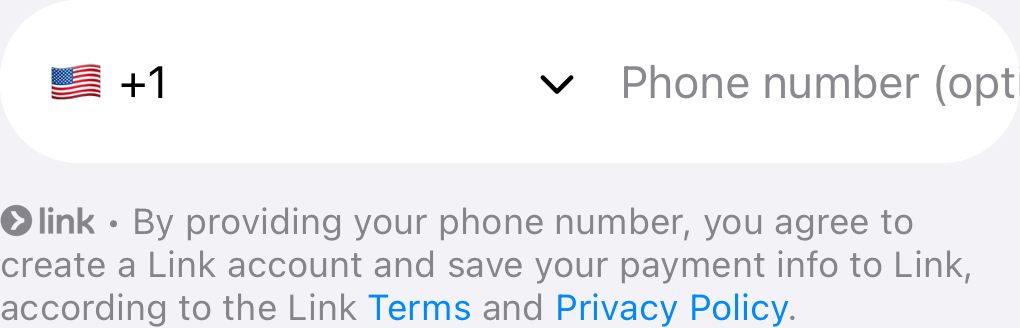 +1 Phone number (opti
link • By providing your phone number, you agree to
create a Link account and save your payment info to Link,
according to the Link Terms and Privacy Policy.